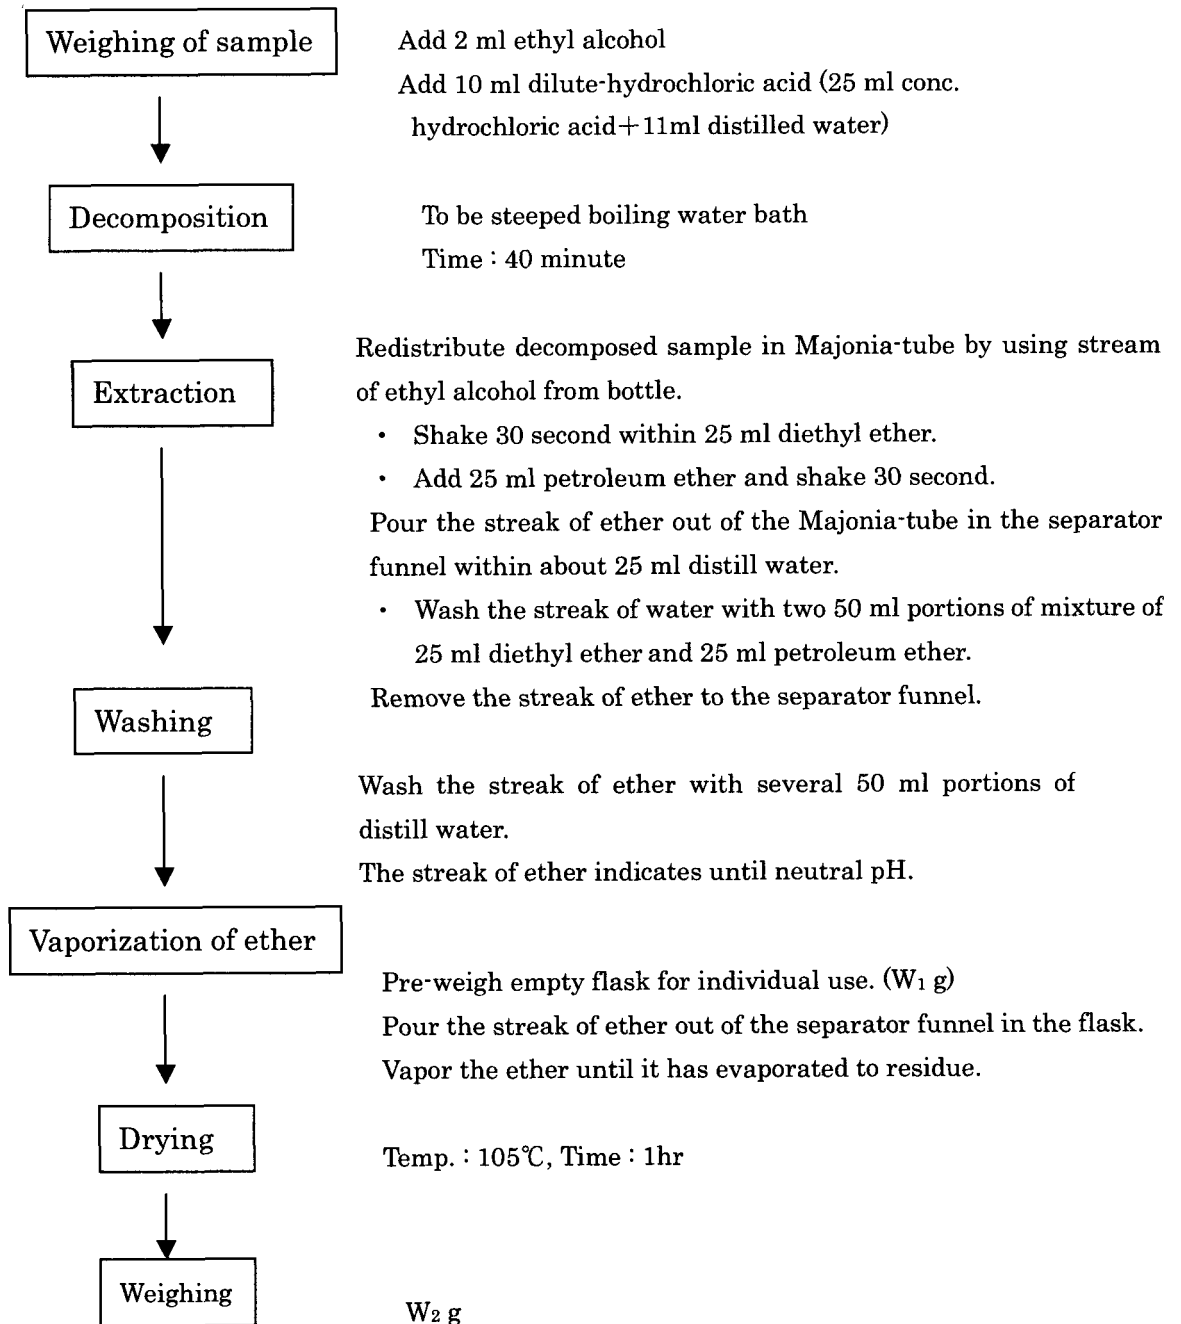 Weighing of sample
Add 2 ml ethyl alcohol
Add 10 ml dilute-hydrochloric acid (25 ml conc.
hydrochloric acid+11ml distilled water)
Decomposition
To be steeped boiling water bath
Time : 40 minute
Extraction
Redistribute decomposed sample in Majonia-tube by using stream
of ethyl alcohol from bottle.
・ Shake 30 second within 25 ml diethyl ether.
・ Add 25 ml petroleum ether and shake 30 second.
Pour the streak of ether out of the Majonia-tube in the separator
funnel within about 25 ml distill water.
・ Wash the streak of water with two 50 ml portions of mixture of
25 ml diethyl ether and 25 ml petroleum ether.
Remove the streak of ether to the separator funnel.
Washing
Wash the streak of ether with several 50 ml portions of
distill water.
The streak of ether indicates until neutral pH.
Vaporization of ether
Pre-weigh empty flask for individual use. (W1 g)
Pour the streak of ether out of the separator funnel in the flask.
Vapor the ether until it has evaporated to residue.
Drying
Temp. : 105℃, Time : 1hr
Weighing
W2 g